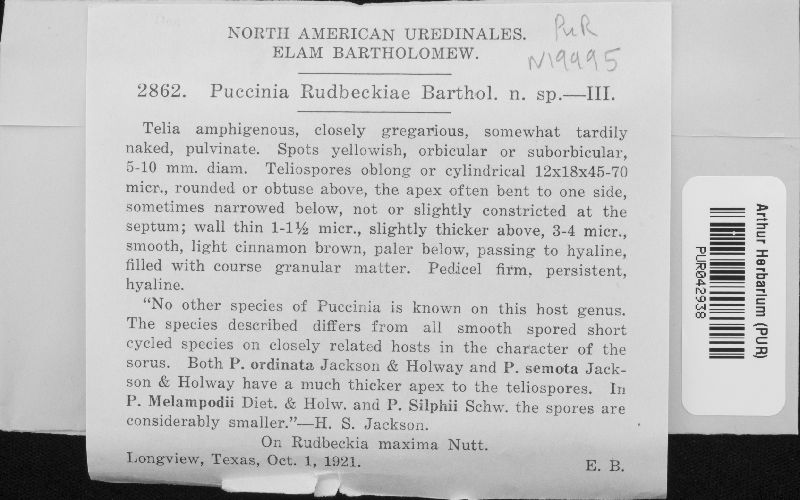 NORTH AMERICAN UREDINALES.
ELAM BARTHOLOMEW.
PUR
N19995
2862. Puccinia Rudbeckiae Barthol. n. sp.—III.
Telia amphigenous, closely gregarious, somewhat tardily
naked, pulvinate. Spots yellowish, orbicular or suborbicular,
5-10 mm. diam. Teliospores oblong or cylindrical 12x18x45-70
micr., rounded or obtuse above, the apex often bent to one side,
sometimes narrowed below, not or slightly constricted at the
septum; wall thin 1-1½ micr., slightly thicker above, 3-4 micr.,
smooth, light cinnamon brown, paler below, passing to hyaline,
filled with course granular matter. Pedicel firm, persistent,
hyaline.
"No other species of Puccinia is known on this host genus.
The species described differs from all smooth spored short
cycled species on closely related hosts in the character of the
sorus. Both P. ordinata Jackson & Holway and P. semota Jack-
son & Holway have a much thicker apex to the teliospores. In
P. Melampodii Diet. & Holw. and P. Silphii Schw. the spores are
considerably smaller."—H. S. Jackson.
On Rudbeckia maxima Nutt.
Longview, Texas, Oct. 1, 1921. E. B.
Arthur Herbarium (PUR)
PUR042938